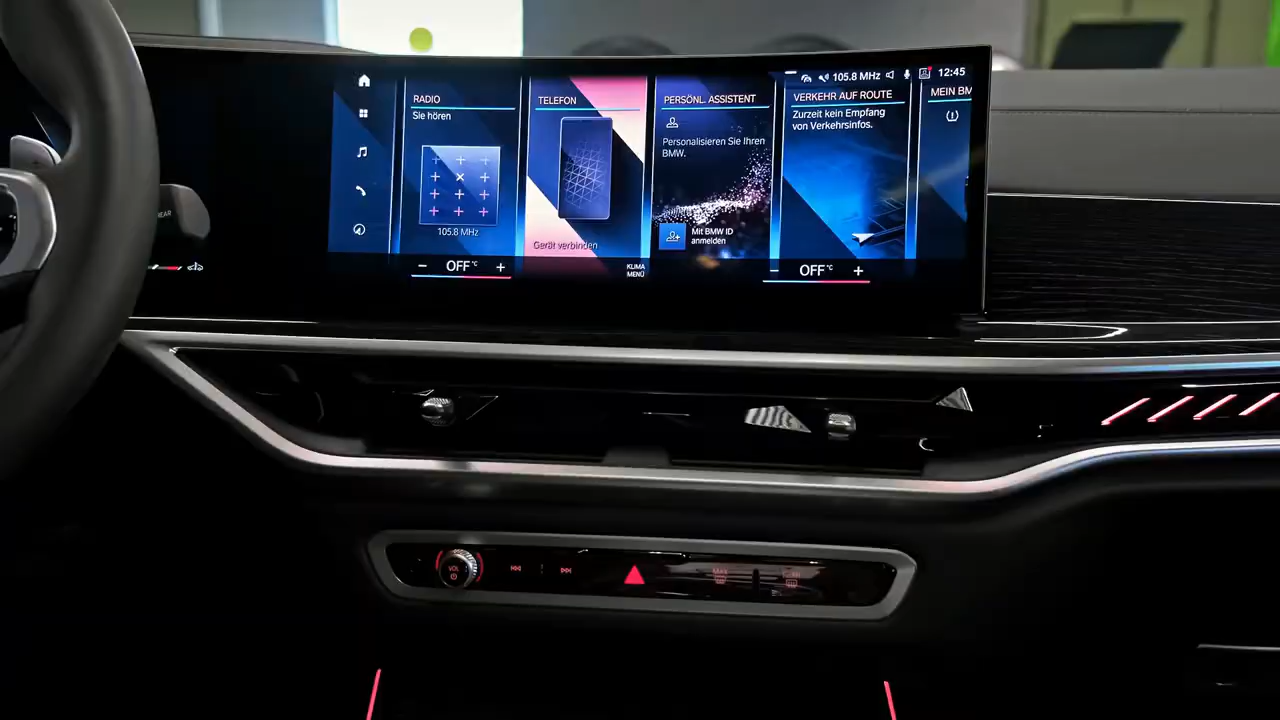 105.8 MHz
12:45
RADIO
Sie hören
105.8 MHz
TELEFON
Gerät verbinden
PERSÖNL. ASSISTENT
Personalisieren Sie Ihren
BMW.
Mit BMW ID
anmelden
VERKEHR AUF ROUTE
Zurzeit kein Empfang
von Verkehrsinfos.
MEIN BM
OFF °C
KLIMA
MENÜ
OFF °C
VOL
MAX